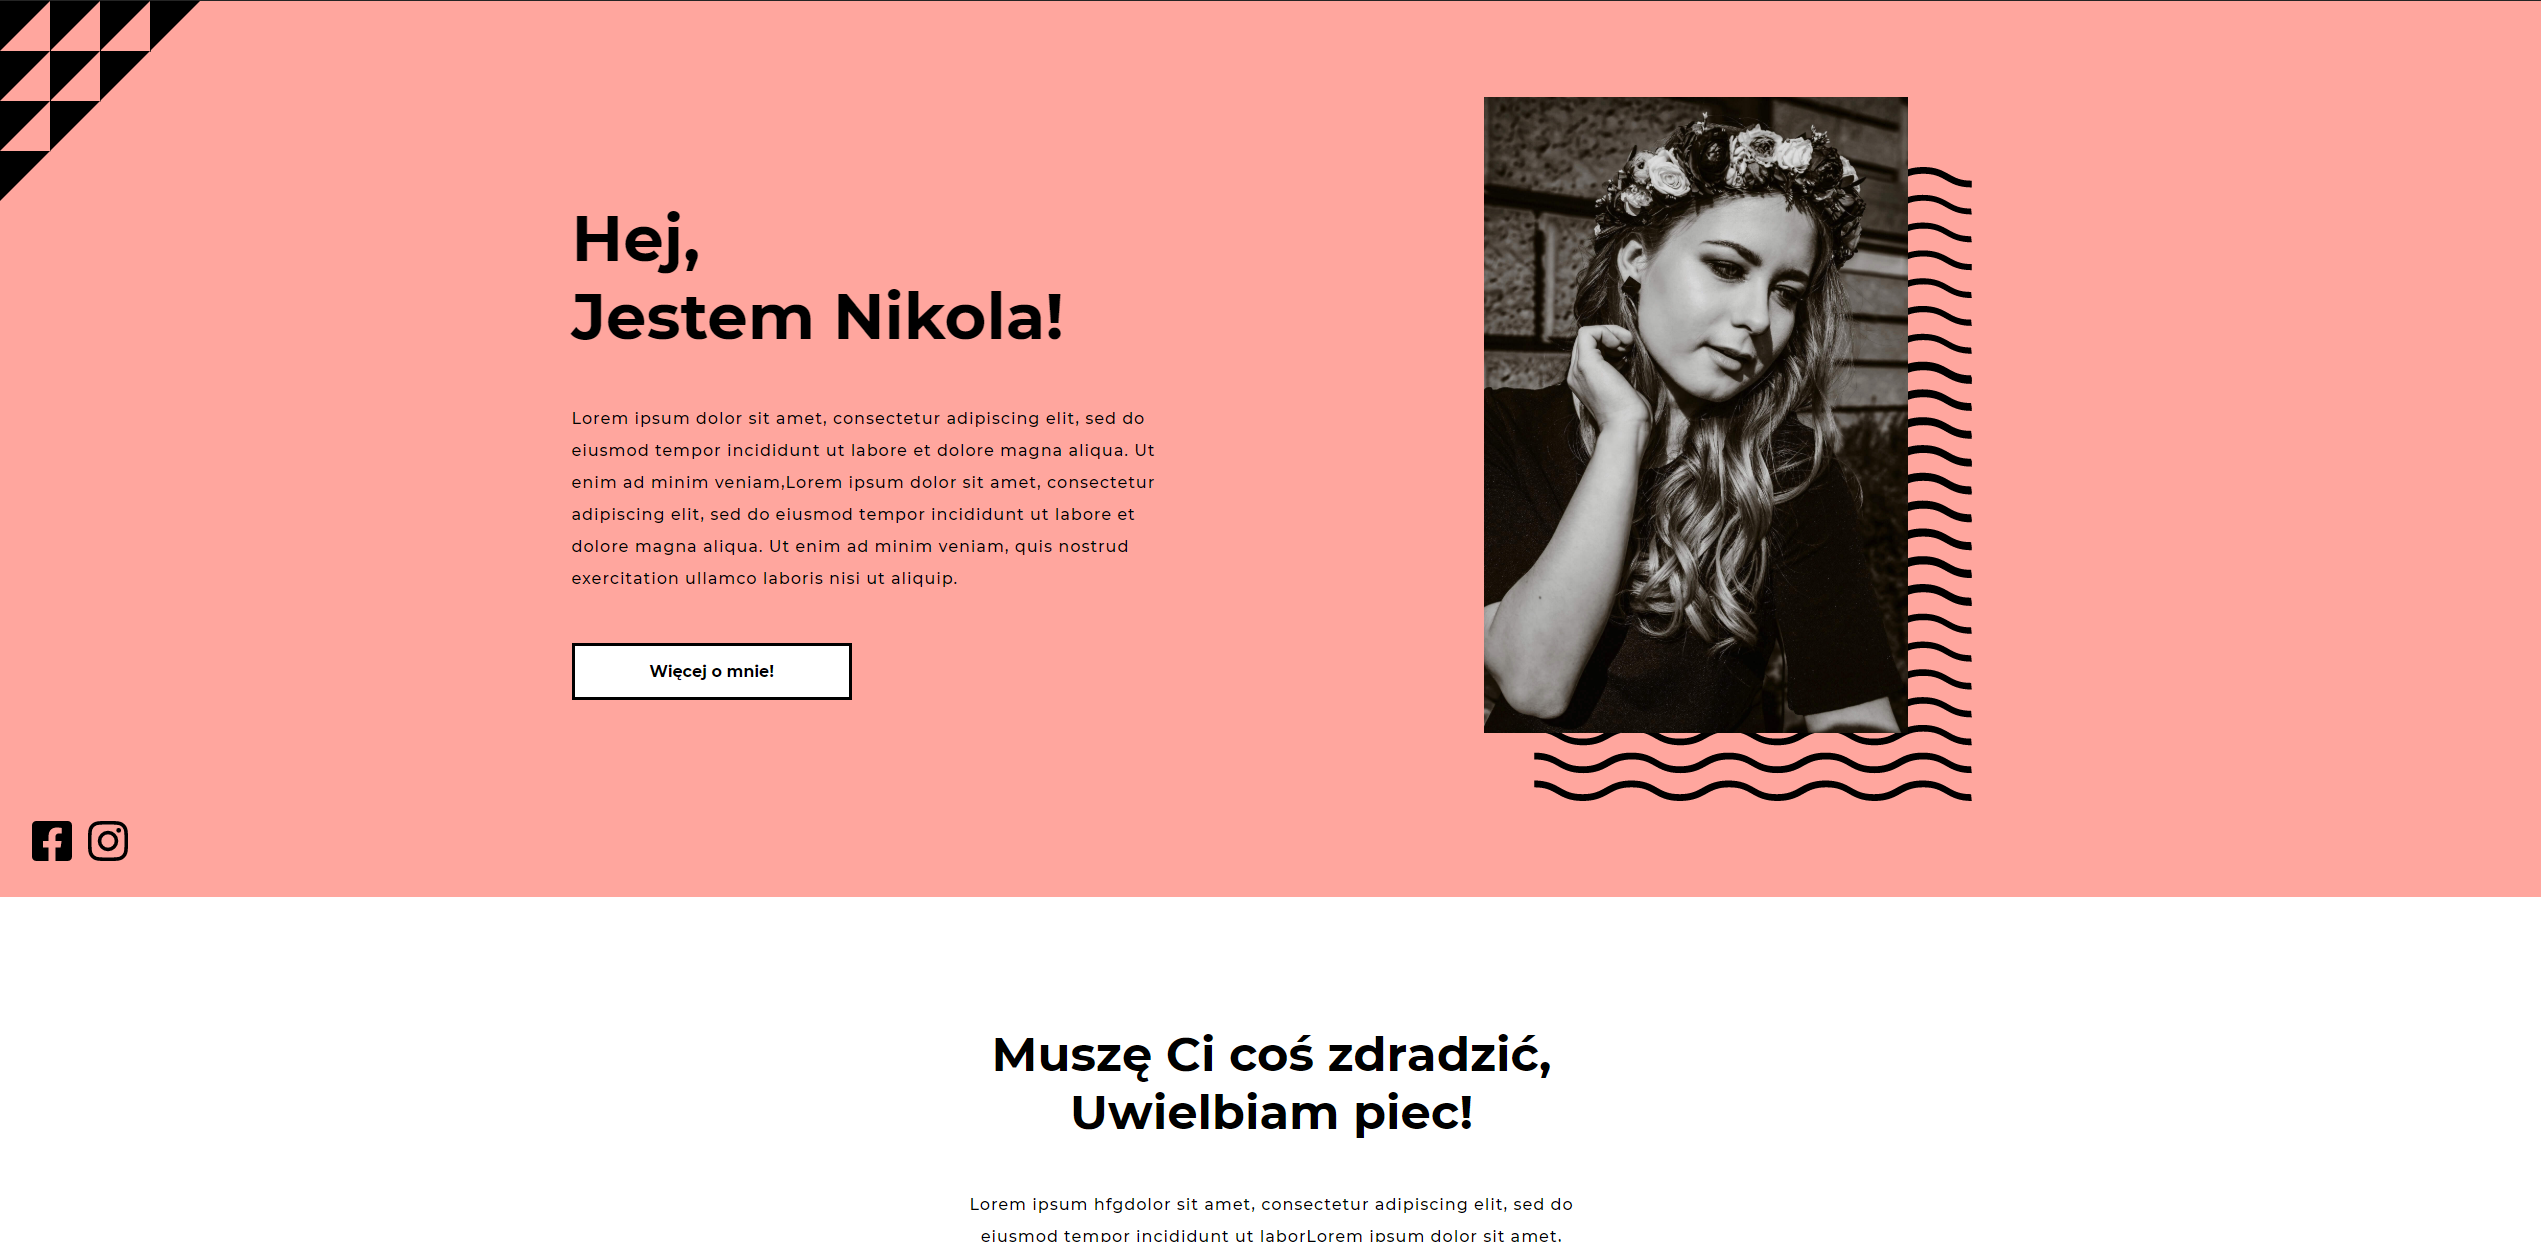 Hej,
Jestem Nikola!
Lorem ipsum dolor sit amet, consectetur adipiscing elit, sed do
eiusmod tempor incididunt ut labore et dolore magna aliqua. Ut
enim ad minim veniam,Lorem ipsum dolor sit amet, consectetur
adipiscing elit, sed do eiusmod tempor incididunt ut labore et
dolore magna aliqua. Ut enim ad minim veniam, quis nostrud
exercitation ullamco laboris nisi ut aliquip.
Więcej o mnie!
Muszę Ci coś zdradzić,
Uwielbiam piec!
Lorem ipsum hfgdolor sit amet, consectetur adipiscing elit, sed do
eiusmod tempor incididunt ut laborLorem ipsum dolor sit amet,